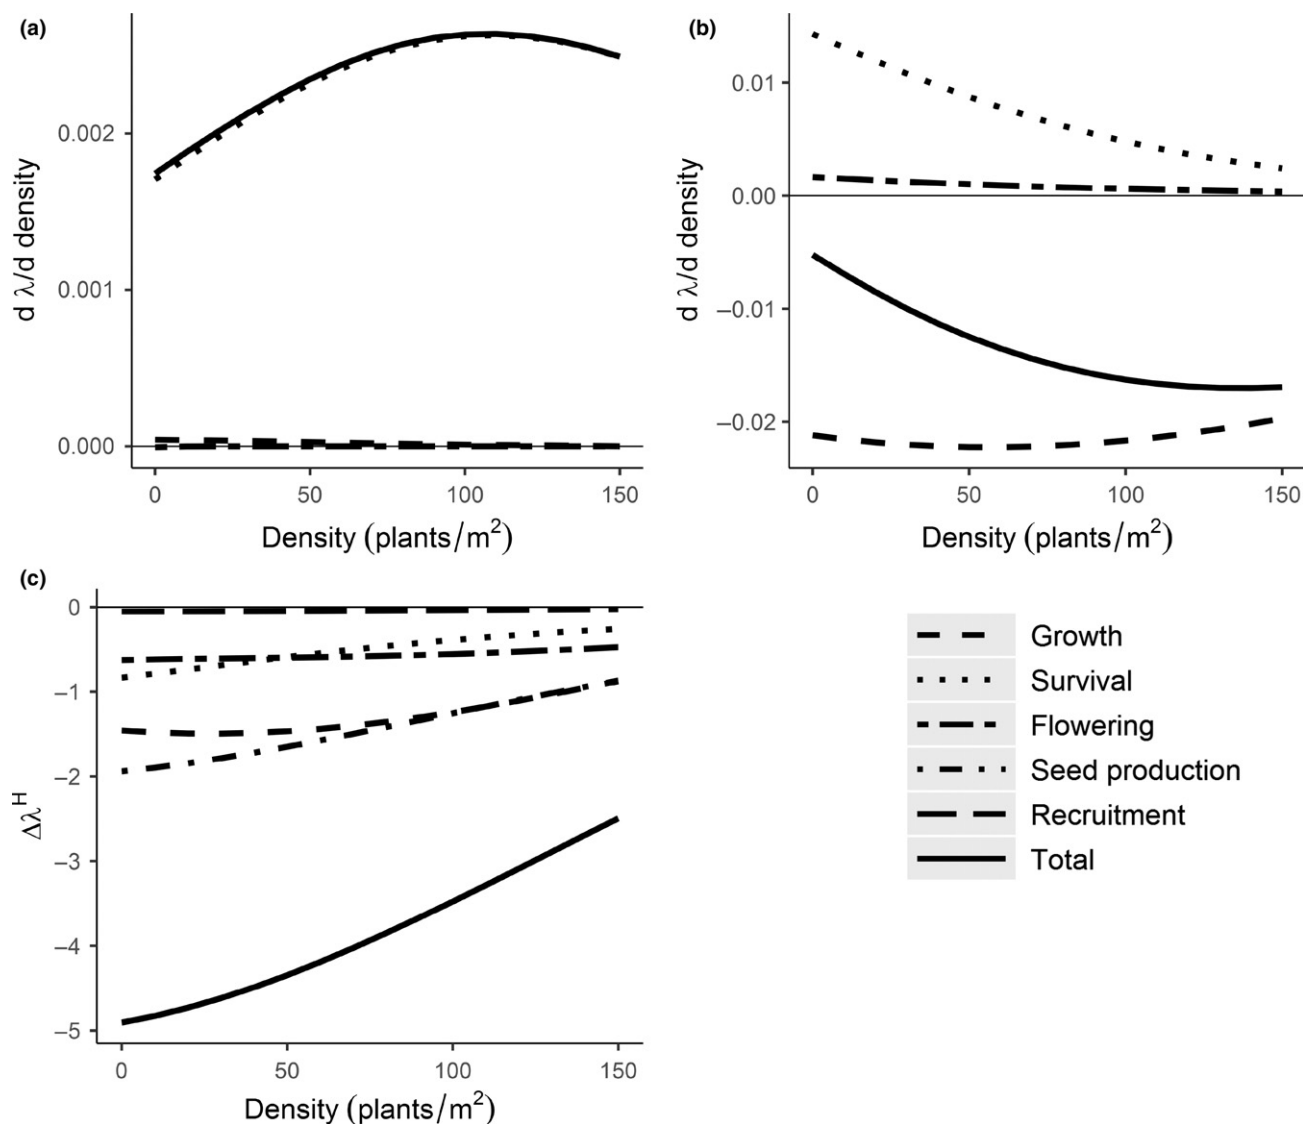 (a)
0.002
0.001
0.000
d λ/d density
0
50
100
150
Density (plants/m²)
(b)
0.01
0.00
−0.01
−0.02
d λ/d density
0
50
100
150
Density (plants/m²)
(c)
0
−1
−2
−3
−4
−5
Δλᴴ
0
50
100
150
Density (plants/m²)
Growth
Survival
Flowering
Seed production
Recruitment
Total